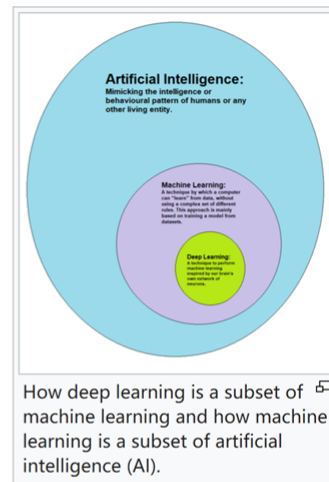 Artificial Intelligence:
Mimicking the intelligence or
behavioural pattern of humans or any
other living entity.
Machine Learning:
A technique by which a computer
can "learn" from data, without
using a complex set of different
rules. This approach is mainly
based on training a model from
datasets.
Deep Learning:
A technique to perform
machine learning
inspired by our brain's
own network of
neurons.
How deep learning is a subset of
machine learning and how machine
learning is a subset of artificial
intelligence (AI).